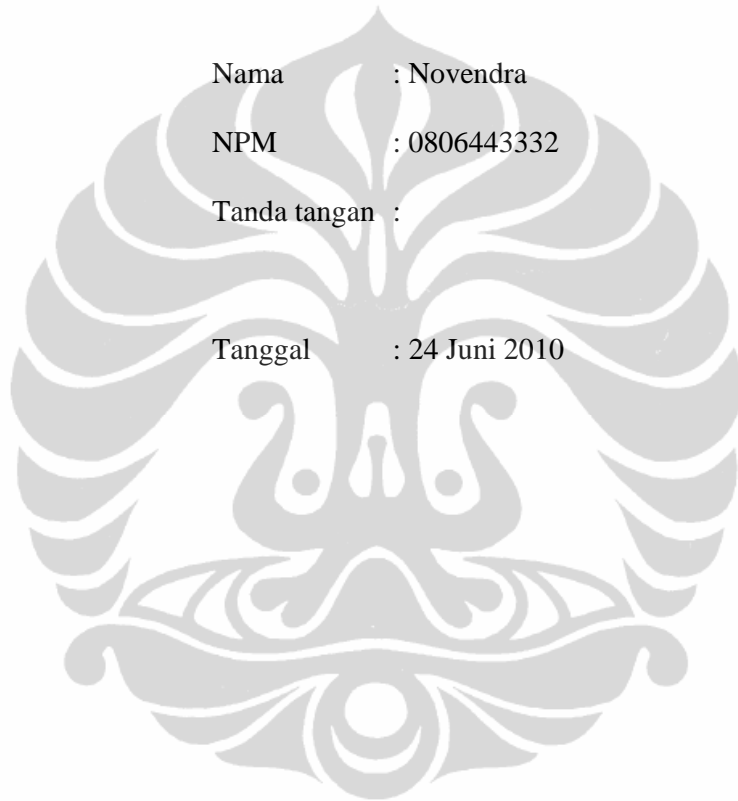 Nama : Novendra
NPM : 0806443332
Tanda tangan :
Tanggal : 24 Juni 2010